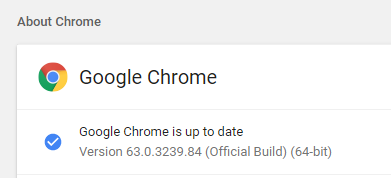 About Chrome
Google Chrome
Google Chrome is up to date
Version 63.0.3239.84 (Official Build) (64-bit)